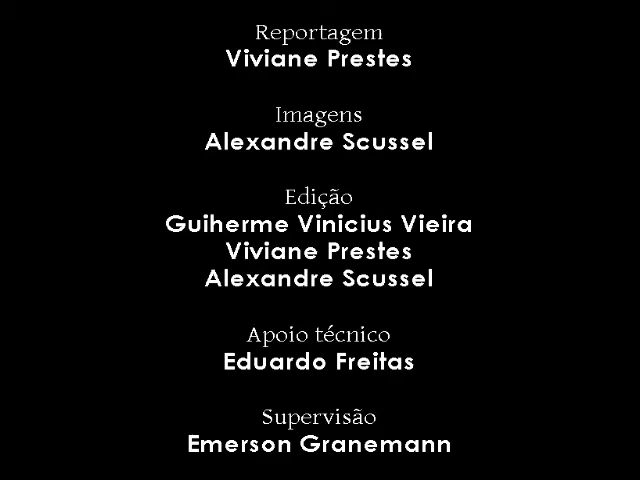 Reportagem
Viviane Prestes
Imagens
Alexandre Scussel
Edição
Guiherme Vinicius Vieira
Viviane Prestes
Alexandre Scussel
Apoio técnico
Eduardo Freitas
Supervisão
Emerson Granemann